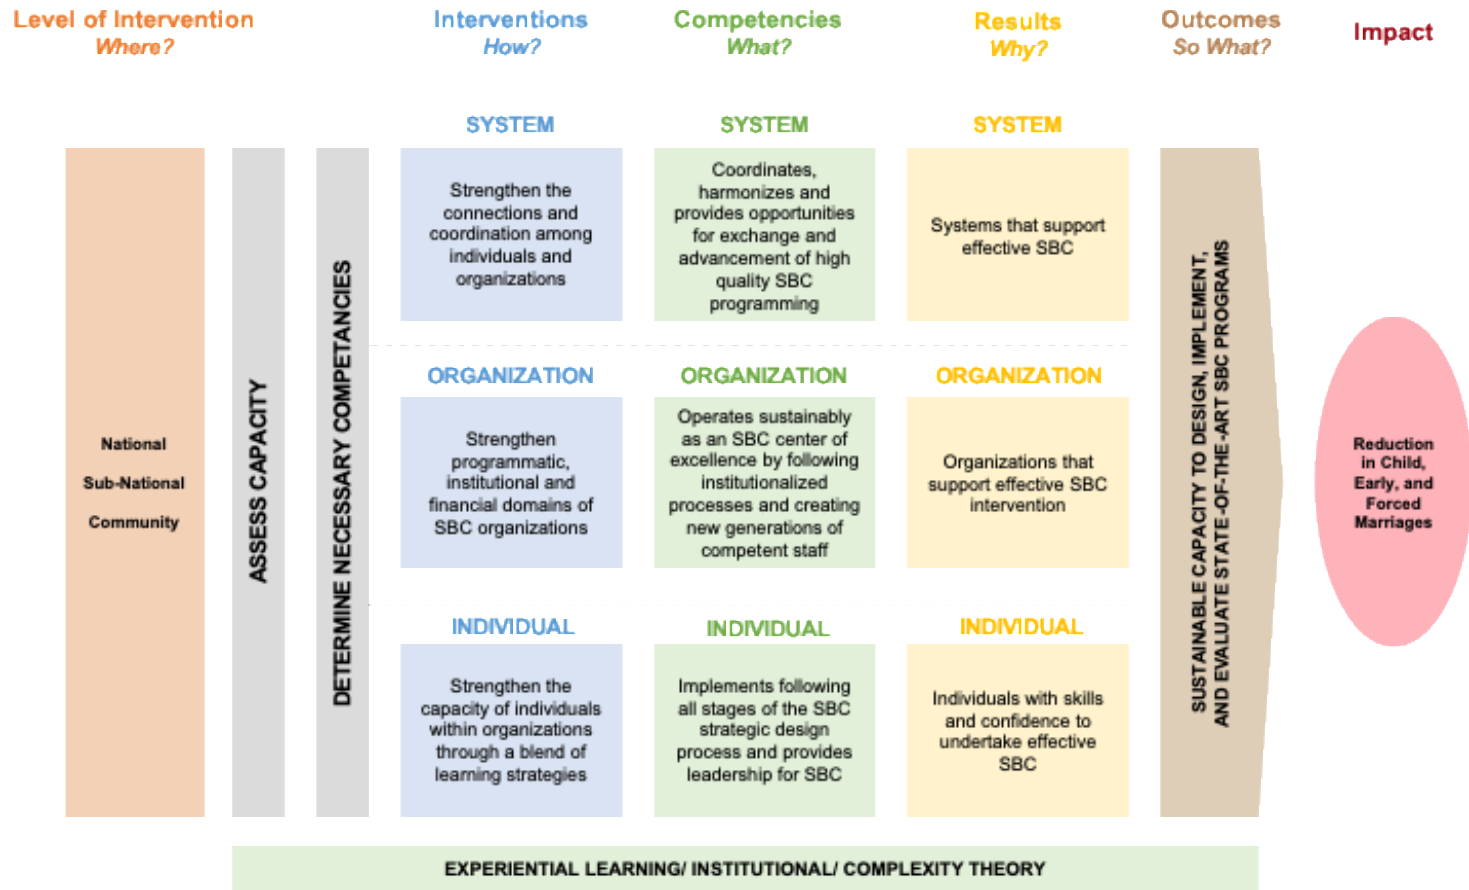 Level of Intervention
Where?
Interventions
How?
Competencies
What?
Results
Why?
Outcomes
So What?
Impact
National
Sub-National
Community
ASSESS CAPACITY
DETERMINE NECESSARY COMPETANCIES
SYSTEM
Strengthen the
connections and
coordination among
individuals and
organizations
SYSTEM
Coordinates,
harmonizes and
provides opportunities
for exchange and
advancement of high
quality SBC
programming
SYSTEM
Systems that support
effective SBC
ORGANIZATION
Strengthen
programmatic,
institutional and
financial domains of
SBC organizations
ORGANIZATION
Operates sustainably
as an SBC center of
excellence by following
institutionalized
processes and creating
new generations of
competent staff
ORGANIZATION
Organizations that
support effective SBC
intervention
INDIVIDUAL
Strengthen the
capacity of individuals
within organizations
through a blend of
learning strategies
INDIVIDUAL
Implements following
all stages of the SBC
strategic design
process and provides
leadership for SBC
INDIVIDUAL
Individuals with skills
and confidence to
undertake effective
SBC
SUSTAINABLE CAPACITY TO DESIGN, IMPLEMENT,
AND EVALUATE STATE-OF-THE-ART SBC PROGRAMS
Reduction
in Child,
Early, and
Forced
Marriages
EXPERIENTIAL LEARNING/ INSTITUTIONAL/ COMPLEXITY THEORY